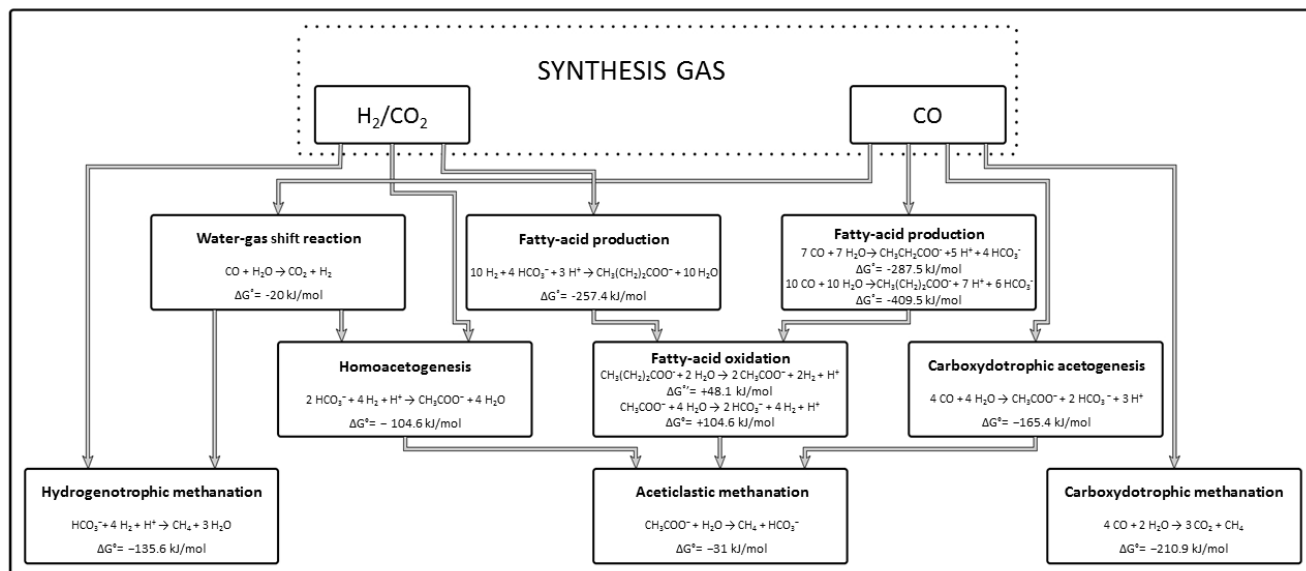 SYNTHESIS GAS
H₂/CO₂
CO
Water-gas shift reaction
CO + H₂O → CO₂ + H₂
ΔG°= -20 kJ/mol
Fatty-acid production
10 H₂ + 4 HCO₃⁻ + 3 H⁺ → CH₃(CH₂)₂COO⁻ + 10 H₂O
ΔG°= -257.4 kJ/mol
Fatty-acid production
7 CO + 7 H₂O → CH₃CH₂COO⁻ +5 H⁺ + 4 HCO₃⁻
ΔG°= -287.5 kJ/mol
10 CO + 10 H₂O →CH₃(CH₂)₂COO⁻ + 7 H⁺ + 6 HCO₃⁻
ΔG°= -409.5 kJ/mol
Homoacetogenesis
2 HCO₃⁻ + 4 H₂ + H⁺ → CH₃COO⁻ + 4 H₂O
ΔG°= − 104.6 kJ/mol
Fatty-acid oxidation
CH₃(CH₂)₂COO⁻ + 2 H₂O → 2 CH₃COO⁻ + 2H₂ + H⁺
ΔG°'= +48.1 kJ/mol
CH₃COO⁻ + 4 H₂O → 2 HCO₃⁻ + 4 H₂ + H⁺
ΔG°= +104.6 kJ/mol
Carboxydotrophic acetogenesis
4 CO + 4 H₂O → CH₃COO⁻ + 2 HCO₃⁻ + 3 H⁺
ΔG°= −165.4 kJ/mol
Hydrogenotrophic methanation
HCO₃⁻ + 4 H₂ + H⁺ → CH₄ + 3 H₂O
ΔG°= −135.6 kJ/mol
Aceticlastic methanation
CH₃COO⁻ + H₂O → CH₄ + HCO₃⁻
ΔG°= −31 kJ/mol
Carboxydotrophic methanation
4 CO + 2 H₂O → 3 CO₂ + CH₄
ΔG°= −210.9 kJ/mol